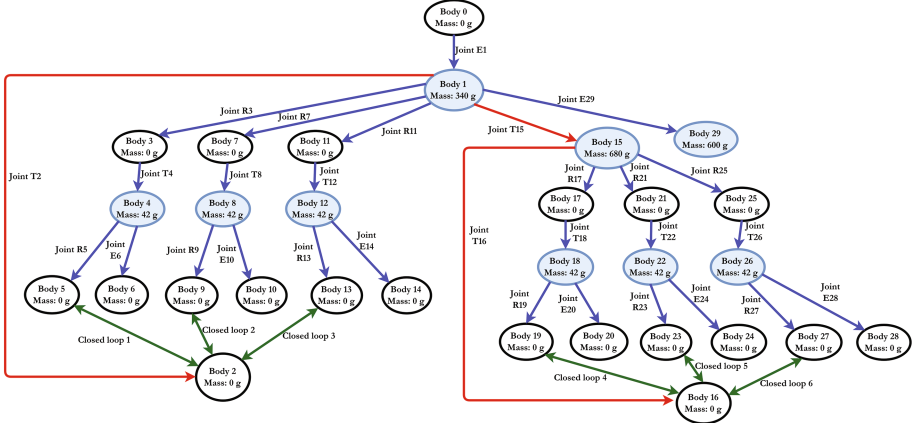 Body 0
Mass: 0 g
Joint E1
Body 1
Mass: 340 g
Joint E29
Joint R3
Joint R7
Joint R11
Joint T15
Body 29
Mass: 600 g
Body 3
Mass: 0 g
Body 7
Mass: 0 g
Body 11
Mass: 0 g
Body 15
Mass: 680 g
Joint T2
Joint T4
Joint T8
Joint
T12
Joint
R17
Joint
R21
Joint R25
Body 4
Mass: 42 g
Body 8
Mass: 42 g
Body 12
Mass: 42 g
Body 17
Mass: 0 g
Body 21
Mass: 0 g
Body 25
Mass: 0 g
Joint
T16
Joint
T18
Joint
T22
Joint
T26
Joint R5
Joint
E6
Joint R9
Joint
E10
Joint
R13
Joint
E14
Body 18
Mass: 42 g
Body 22
Mass: 42 g
Body 26
Mass: 42 g
Body 5
Mass: 0 g
Body 6
Mass: 0 g
Body 9
Mass: 0 g
Body 10
Mass: 0 g
Body 13
Mass: 0 g
Body 14
Mass: 0 g
Joint
R19
Joint
E20
Joint
R23
Joint
E24
Joint
R27
Joint
E28
Closed loop 1
Closed loop 2
Closed loop 3
Body 19
Mass: 0 g
Body 20
Mass: 0 g
Body 23
Mass: 0 g
Body 24
Mass: 0 g
Body 27
Mass: 0 g
Body 28
Mass: 0 g
Body 2
Mass: 0 g
Closed loop 4
Closed loop 5
Closed loop 6
Body 16
Mass: 0 g